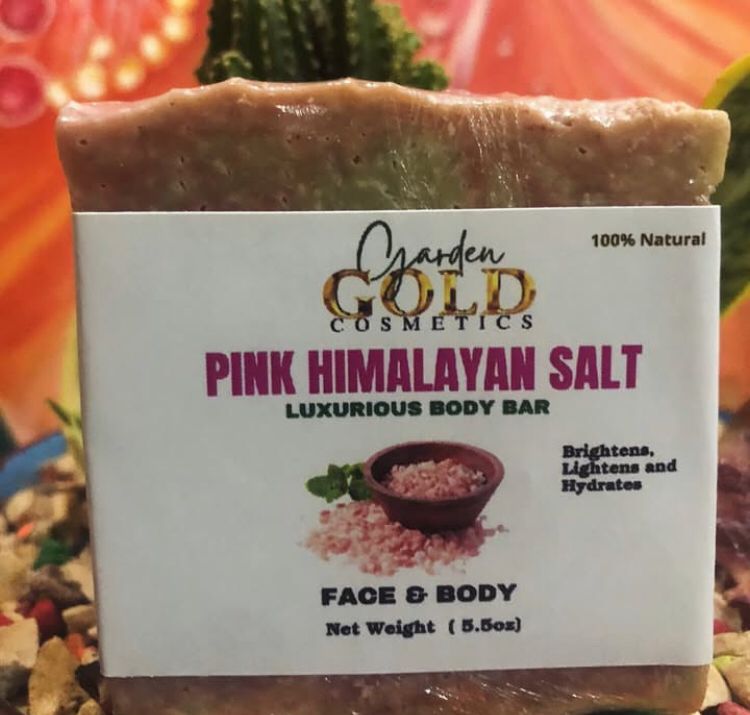 Garden
100% Natural
GOLD
COSMETICS
PINK HIMALAYAN SALT
LUXURIOUS BODY BAR
Brightens,
Lightens and
Hydrates
FACE & BODY
Net Weight ( 5.5oz)